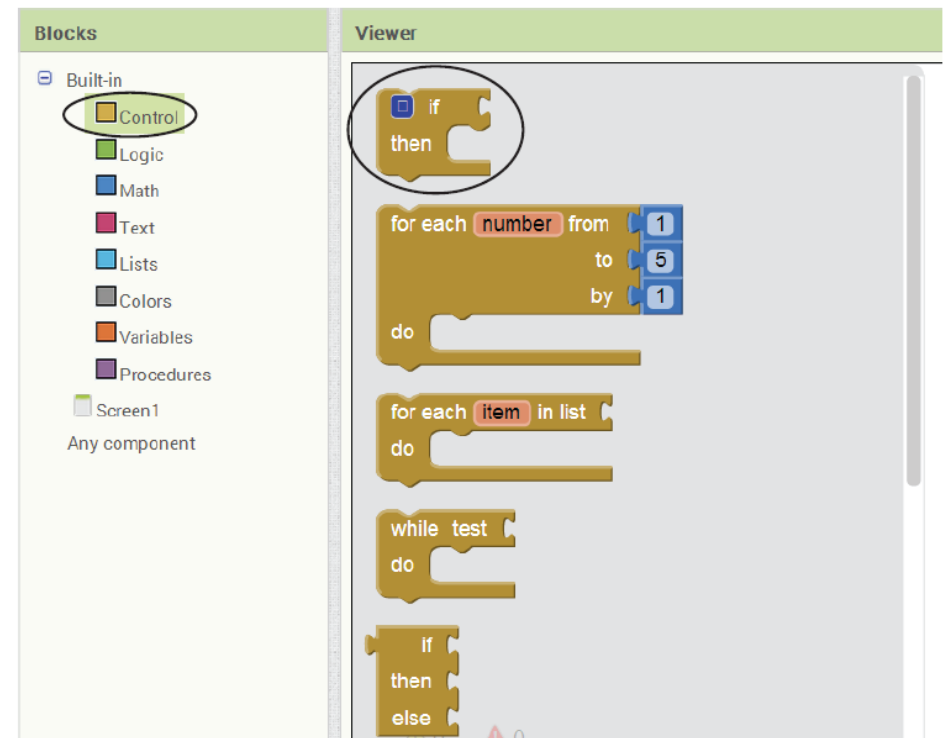 Blocks
Built-in
Control
Logic
Math
Text
Lists
Colors
Variables
Procedures
Screen1
Any component
Viewer
if
then
for each number from 1
to 5
by 1
do
for each item in list
do
while test
do
if
then
else
0